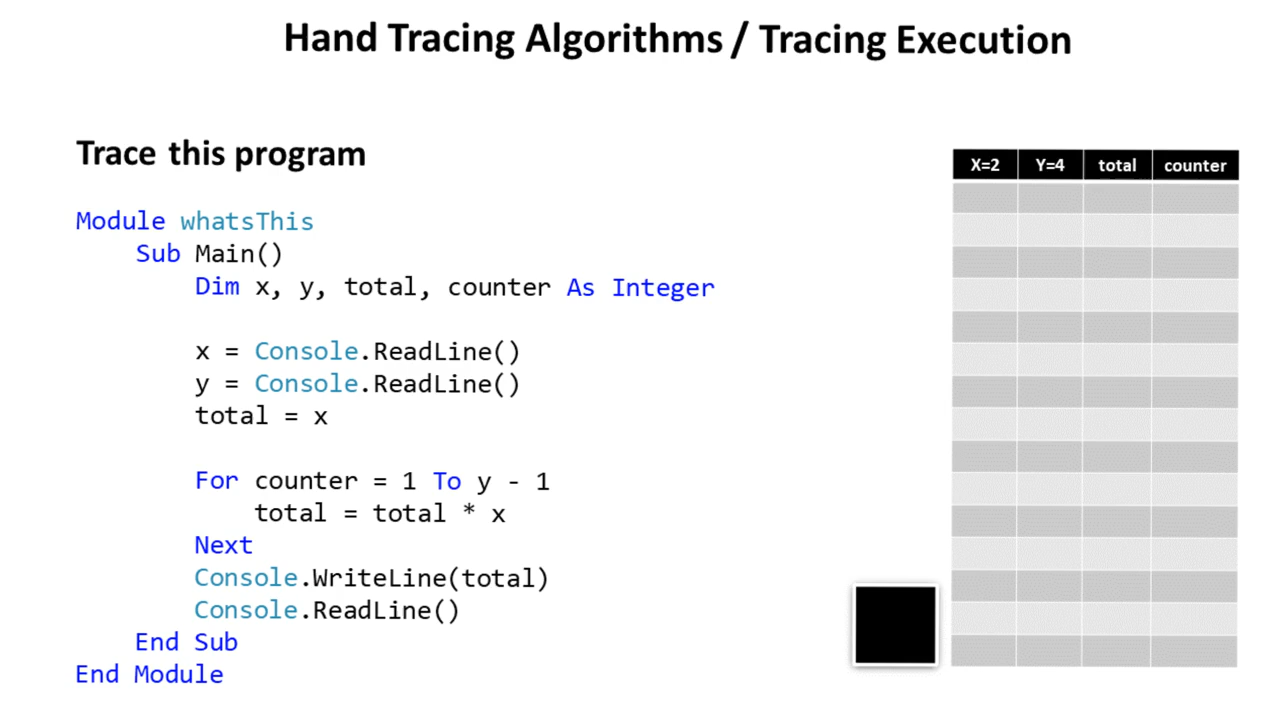 Hand Tracing Algorithms / Tracing Execution
Trace this program
Module whatsThis
Sub Main()
Dim x, y, total, counter As Integer
x = Console.ReadLine()
y = Console.ReadLine()
total = x
For counter = 1 To y - 1
total = total * x
Next
Console.WriteLine(total)
Console.ReadLine()
End Sub
End Module
X=2 Y=4 total counter